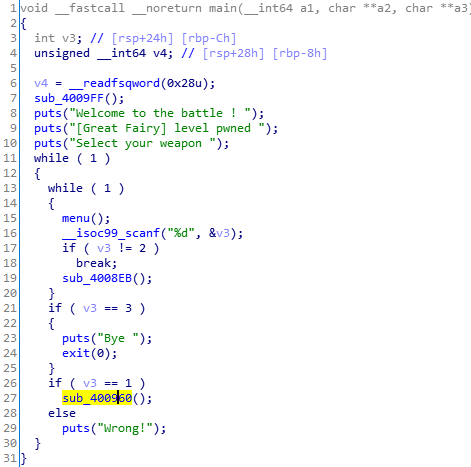 1 void __fastcall __noreturn main(__int64 a1, char **a2, char **a3)
2 {
3 int v3; // [rsp+24h] [rbp-Ch]
4 unsigned __int64 v4; // [rsp+28h] [rbp-8h]
5
6 v4 = __readfsqword(0x28u);
7 sub_4009FF();
8 puts("Welcome to the battle ! ");
9 puts("[Great Fairy] level pwned ");
10 puts("Select your weapon ");
11 while ( 1 )
12 {
13 while ( 1 )
14 {
15 menu();
16 __isoc99_scanf("%d", &v3);
17 if ( v3 != 2 )
18 break;
19 sub_4008EB();
20 }
21 if ( v3 == 3 )
22 {
23 puts("Bye ");
24 exit(0);
25 }
26 if ( v3 == 1 )
27 sub_400960();
28 else
29 puts("Wrong!");
30 }
31 }